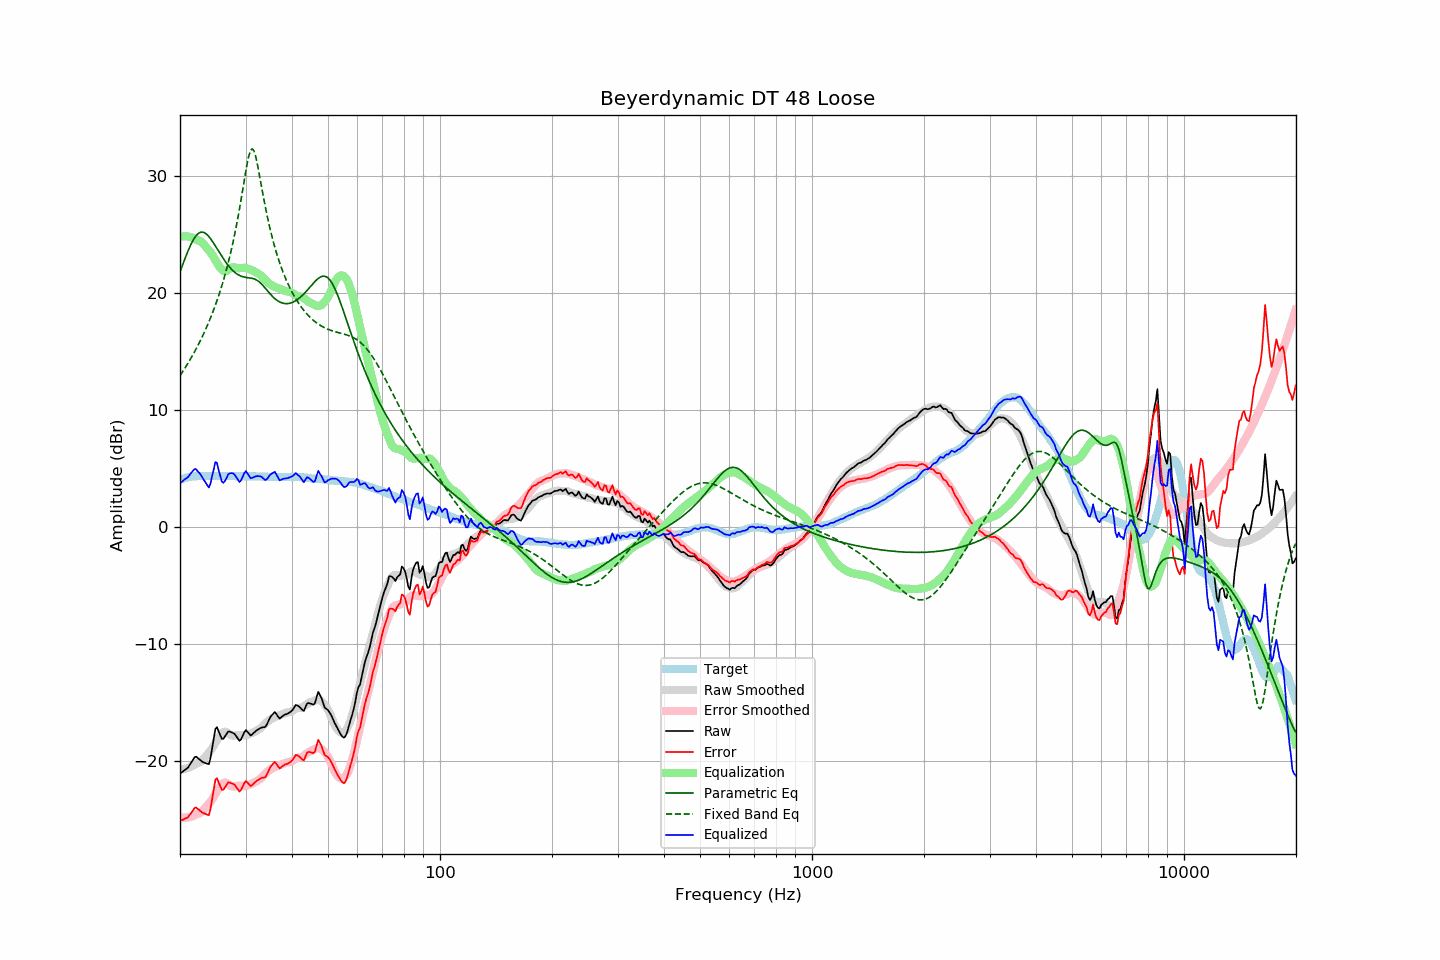 Beyerdynamic DT 48 Loose
Amplitude (dBr)
30
20
10
0
−10
−20
Target
Raw Smoothed
Error Smoothed
Raw
Error
Equalization
Parametric Eq
Fixed Band Eq
Equalized
100
1000
10000
Frequency (Hz)